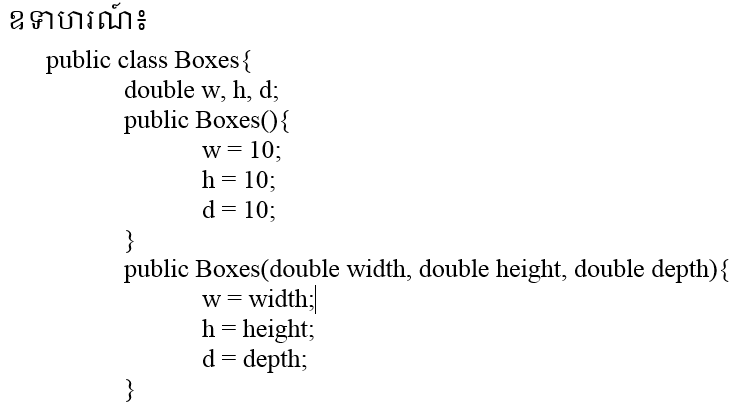 ឧទាហរណ៍៖
public class Boxes{
double w, h, d;
public Boxes(){
w = 10;
h = 10;
d = 10;
}
public Boxes(double width, double height, double depth){
w = width;
h = height;
d = depth;
}